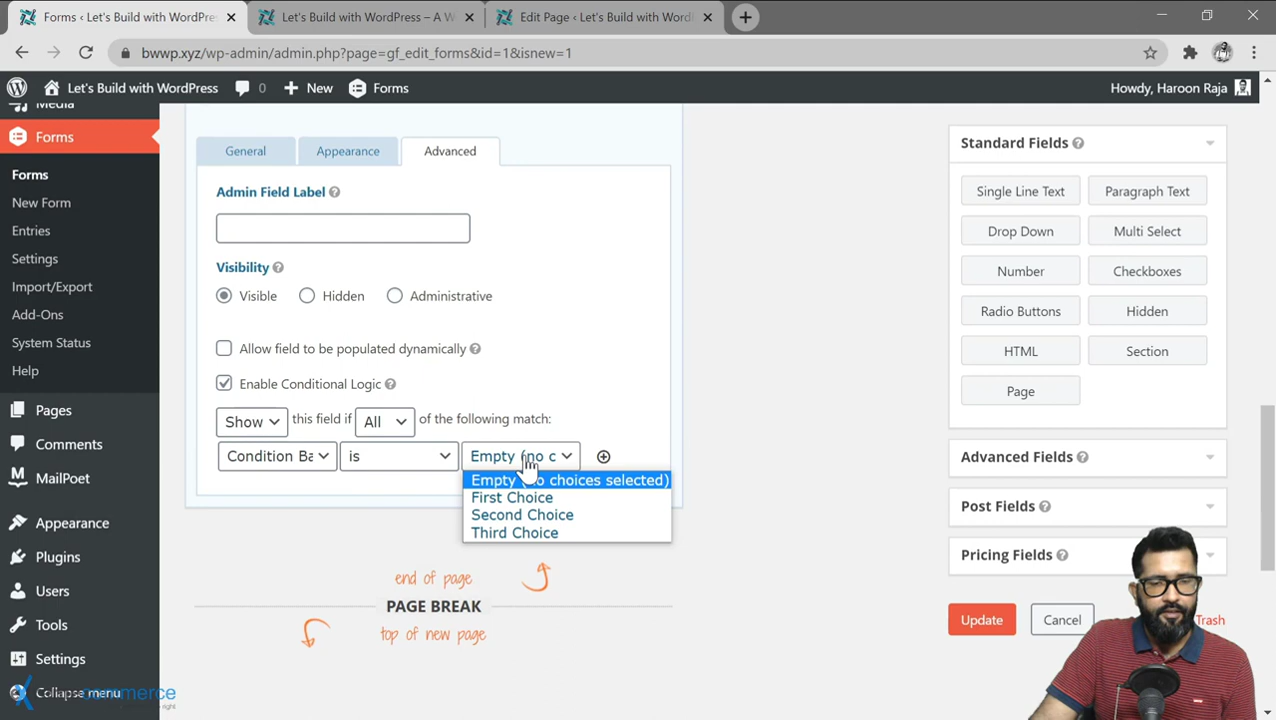 Forms ‹ Let's Build with WordPre
Let's Build with WordPress – A W
Edit Page ‹ Let's Build with Word
bwwp.xyz/wp-admin/admin.php?page=gf_edit_forms&id=1&isnew=1
Let's Build with WordPress
0
New
Forms
Howdy, Haroon Raja
Media
Forms
Forms
New Form
Entries
Settings
Import/Export
Add-Ons
System Status
Help
Pages
Comments
MailPoet
Appearance
Plugins
Users
Tools
Settings
Collapse menu
commerce
right
General
Appearance
Advanced
Admin Field Label
Visibility
Visible
Hidden
Administrative
Allow field to be populated dynamically
Enable Conditional Logic
Show this field if All of the following match:
Condition Ba is Empty (no c
Empty (no choices selected)
First Choice
Second Choice
Third Choice
end of page
PAGE BREAK
top of new page
Standard Fields
Single Line Text
Paragraph Text
Drop Down
Multi Select
Number
Checkboxes
Radio Buttons
Hidden
HTML
Section
Page
Advanced Fields
Post Fields
Pricing Fields
Update
Cancel
Trash